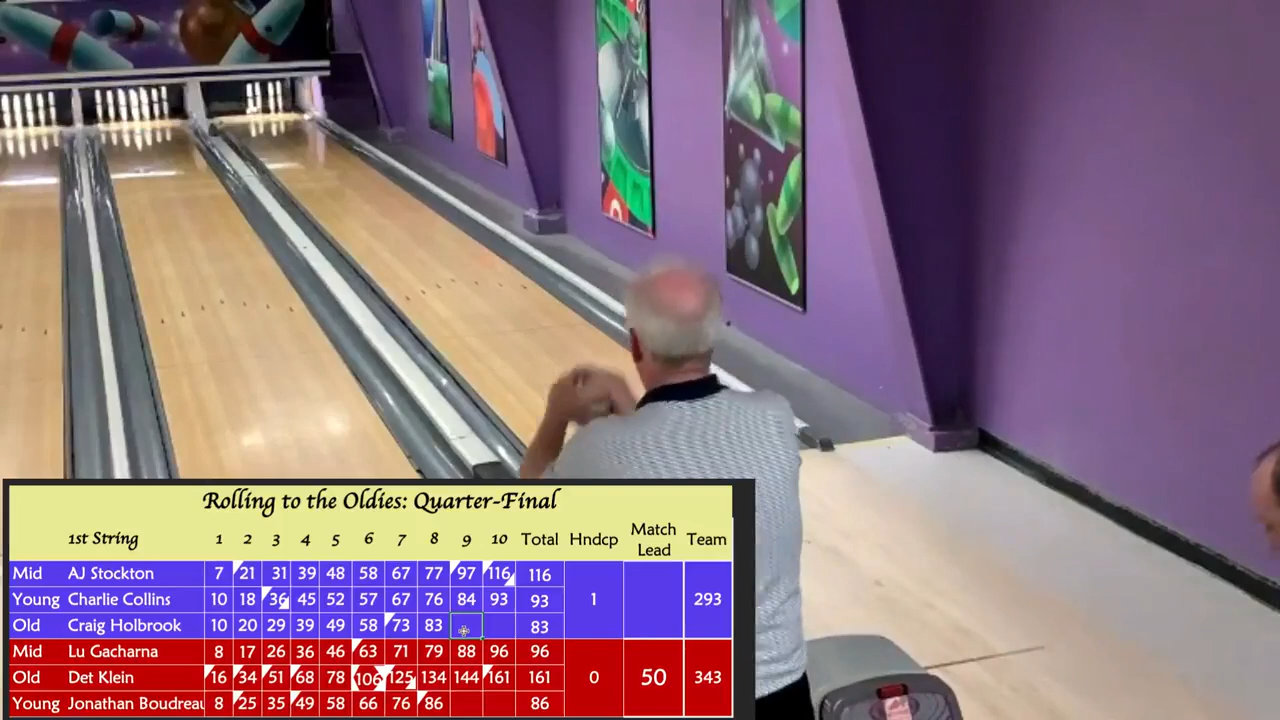 Rolling to the Oldies: Quarter-Final
1st String 1 2 3 4 5 6 7 8 9 10 Total Hndcp Match Lead Team
Mid AJ Stockton 7 21 31 39 48 58 67 77 97 116 116
Young Charlie Collins 10 18 36 45 52 57 67 76 84 93 93 1 293
Old Craig Holbrook 10 20 29 39 49 58 73 83 83
Mid Lu Gacharna 8 17 26 36 46 63 71 79 88 96 96
Old Det Klein 16 34 51 68 78 106 125 134 144 161 161 0 50 343
Young Jonathan Boudreau 8 25 35 49 58 66 76 86 86